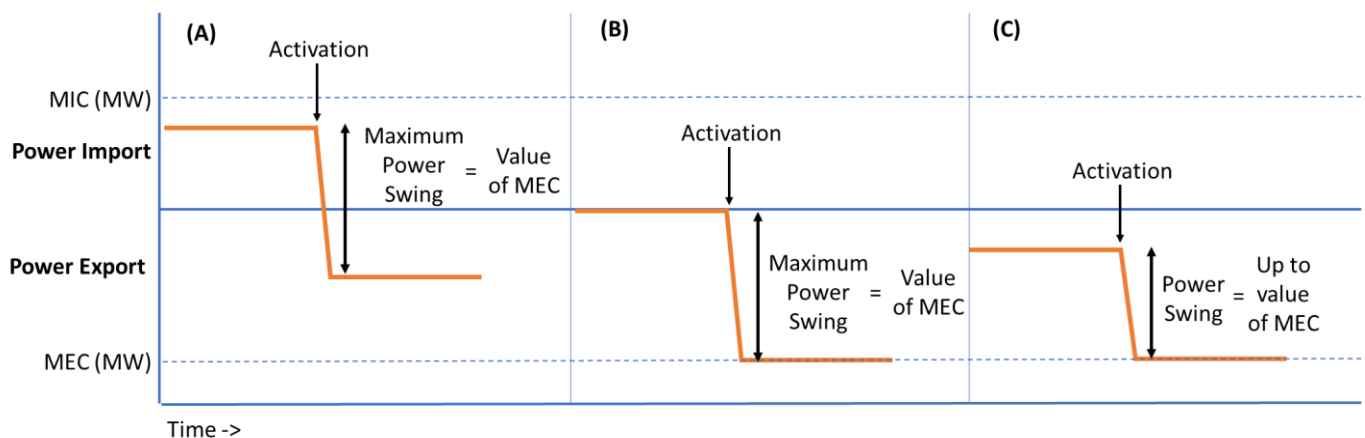 (A)
Activation
MIC (MW)
Power Import
Maximum
Power
Swing
=
Value
of MEC
Power Export
MEC (MW)
(B)
Activation
Maximum
Power
Swing
=
Value
of MEC
(C)
Activation
Power
Swing
=
Up to
value
of MEC
Time ->